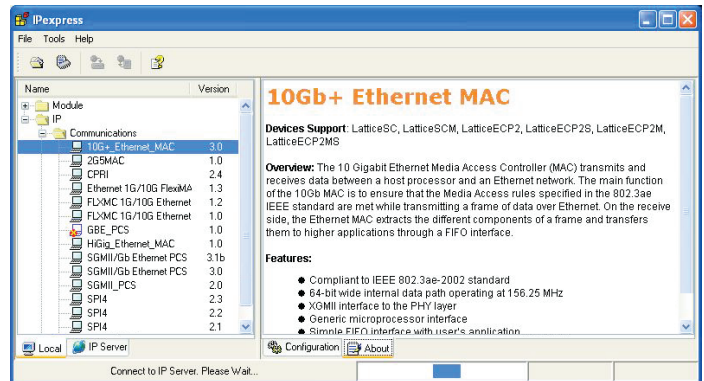 IPexpress
File Tools Help
Name Version
Module
IP
Communications
10G+_Ethernet_MAC 3.0
2G5MAC 1.0
CPRI 2.4
Ethernet 1G/10G FlexiMA 1.3
FLXMC 1G/10G Ethernet 1.2
FLXMC 1G/10G Ethernet 1.0
GBE_PCS 1.0
HiGig_Ethernet_MAC 1.0
SGMII/Gb Ethernet PCS 3.1b
SGMII/Gb Ethernet PCS 3.0
SGMII_PCS 2.0
SPI4 2.3
SPI4 2.2
SPI4 2.1
Local IP Server
10Gb+ Ethernet MAC
Devices Support: LatticeSC, LatticeSCM, LatticeECP2, LatticeECP2S, LatticeECP2M,
LatticeECP2MS
Overview: The 10 Gigabit Ethernet Media Access Controller (MAC) transmits and
receives data between a host processor and an Ethernet network. The main function
of the 10Gb MAC is to ensure that the Media Access rules specified in the 802.3ae
IEEE standard are met while transmitting a frame of data over Ethernet. On the receive
side, the Ethernet MAC extracts the different components of a frame and transfers
them to higher applications through a FIFO interface.
Features:
● Compliant to IEEE 802.3ae-2002 standard
● 64-bit wide internal data path operating at 156.25 MHz
● XGMII interface to the PHY layer
● Generic microprocessor interface
● Simple FIFO interface with user's application
Configuration About
Connect to IP Server. Please Wait...